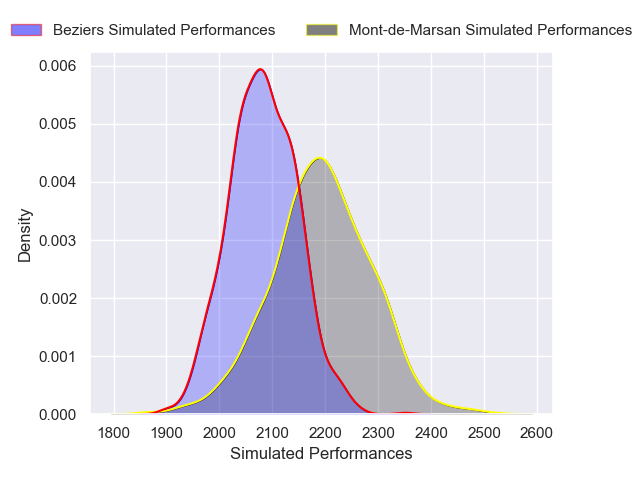 Beziers Simulated Performances Mont-de-Marsan Simulated Performances
0.006
0.005
0.004
0.003
0.002
0.001
0.000
Density
1800 1900 2000 2100 2200 2300 2400 2500 2600
Simulated Performances